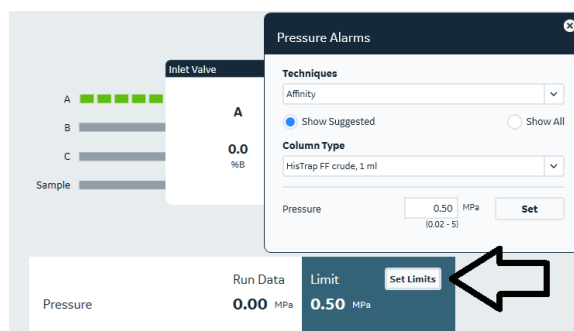 Pressure Alarms
Inlet Valve
Techniques
Affinity
A
A
Show Suggested
Show All
B
Column Type
0.0
%B
C
HisTrap FF crude, 1 ml
Sample
Pressure
0.50 MPa
Set
(0.02 - 5)
Run Data
Limit
Set Limits
Pressure
0.00 MPa
0.50 MPa